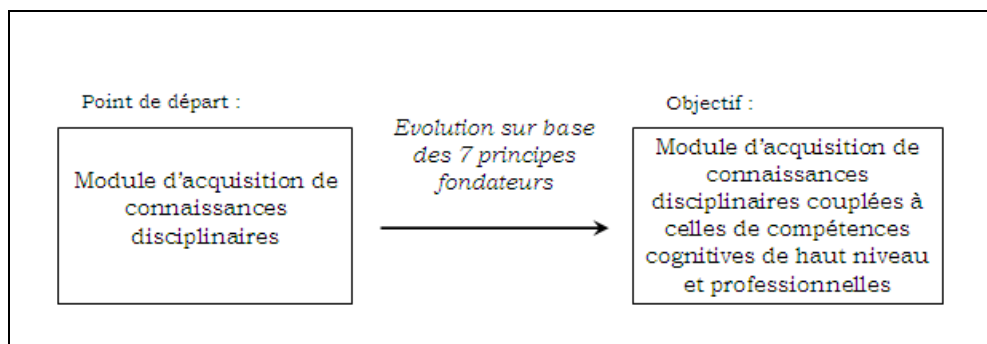 Point de départ :
Module d'acquisition de
connaissances
disciplinaires
Evolution sur base
des 7 principes
fondateurs
Objectif :
Module d'acquisition de
connaissances
disciplinaires couplées à
celles de compétences
cognitives de haut niveau
et professionnelles